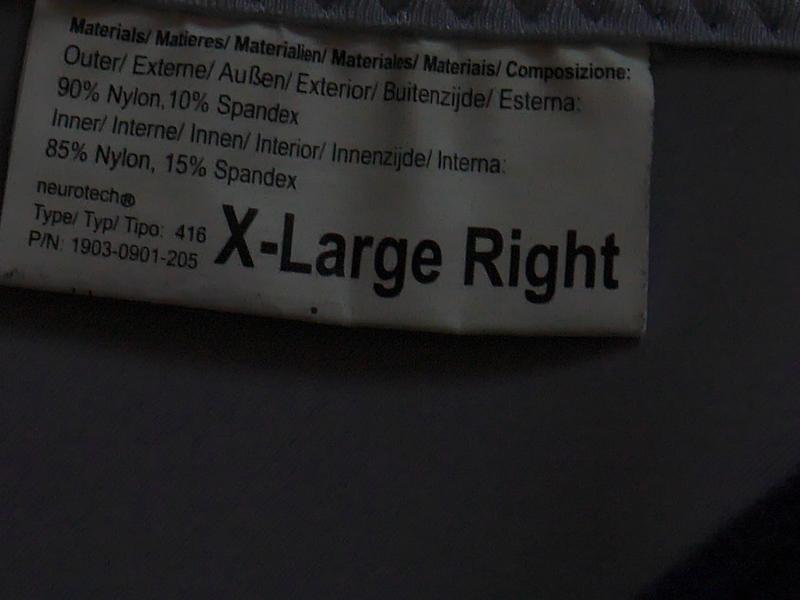 Materials/ Matieres/ Materialien/ Materiales/ Materiais/ Composizione:
Outer/ Externe/ Außen/ Exterior/ Buitenzijde/ Esterna:
90% Nylon,10% Spandex
Inner/ Interne/ Innen/ Interior/ Innenzijde/ Interna:
85% Nylon, 15% Spandex
neurotech®
Type/ Typ/ Tipo: 416
P/N: 1903-0901-205
X-Large Right